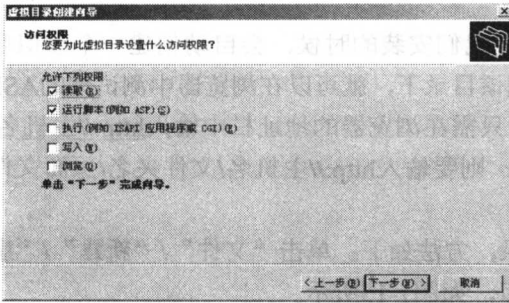 虚拟目录创建向导
访问权限
您要为此虚拟目录设置什么访问权限?
允许下列权限
读取(R)
运行脚本(例如 ASP)(S)
执行(例如 ISAPI 应用程序或 CGI)(E)
写入(W)
浏览(O)
单击“下一步”完成向导。
<上一步(B) 下一步(N)> 取消